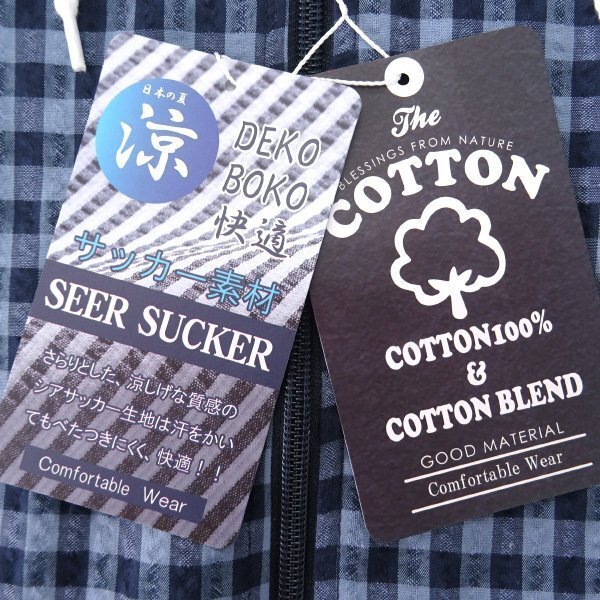 日本の夏
涼
DEKO
BOKO
快適
サッカー素材
SEER SUCKER
さらりとした、涼しげな質感の
シアサッカー生地は汗をかい
てもべたつきにくく、快適！！
Comfortable Wear
The
BLESSINGS FROM NATURE
COTTON
COTTON100%
&
COTTON BLEND
GOOD MATERIAL
Comfortable Wear